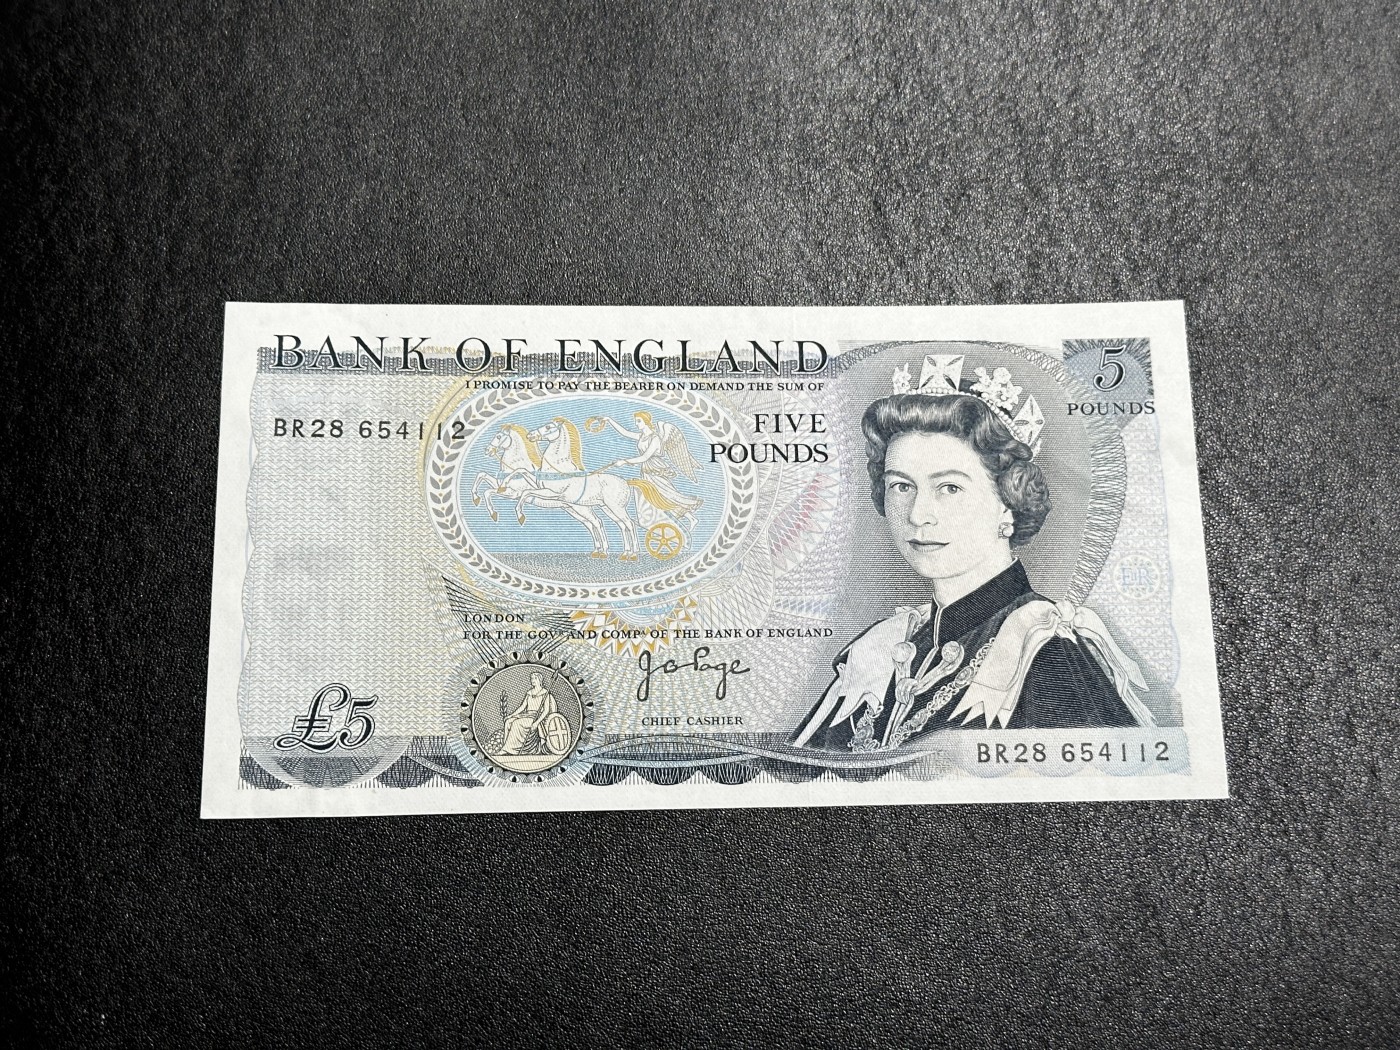 BANK OF ENGLAND
I PROMISE TO PAY THE BEARER ON DEMAND THE SUM OF
5
POUNDS
BR28 654112
FIVE
POUNDS
ER
LONDON
FOR THE GOVR AND COMPA OF THE BANK OF ENGLAND
J B Page
CHIEF CASHIER
£5
BR28 654112